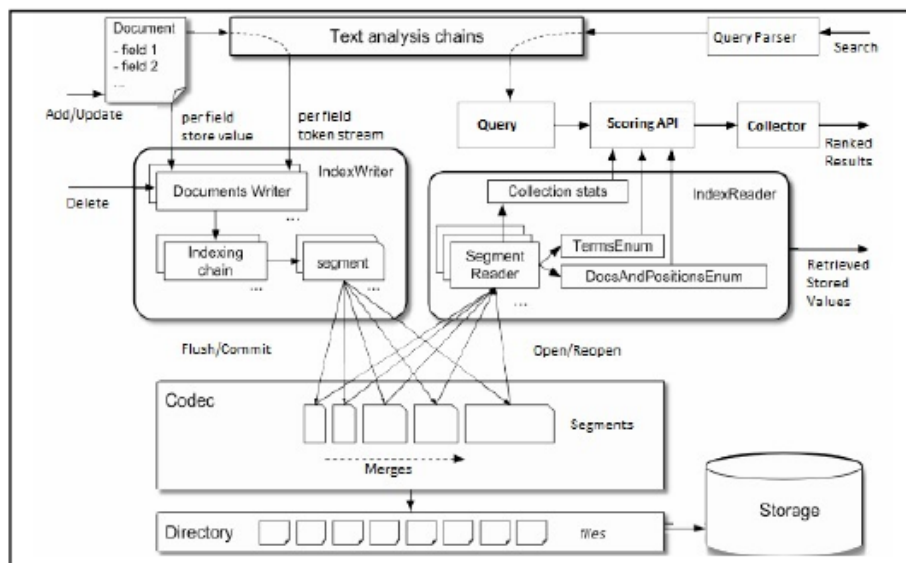 Document
- field 1
- field 2
...
Text analysis chains
Query Parser
Search
Add/Update
per field
store value
per field
token stream
Query
Scoring API
Collector
Ranked
Results
IndexWriter
Documents Writer
...
Delete
Indexing
chain
...
segment
...
Collection stats
IndexReader
Segment
Reader
...
TermsEnum
DocsAndPositionsEnum
Retrieved
Stored
Values
Flush/Commit
Open/Reopen
Codec
Segments
Merges
Directory
files
Storage